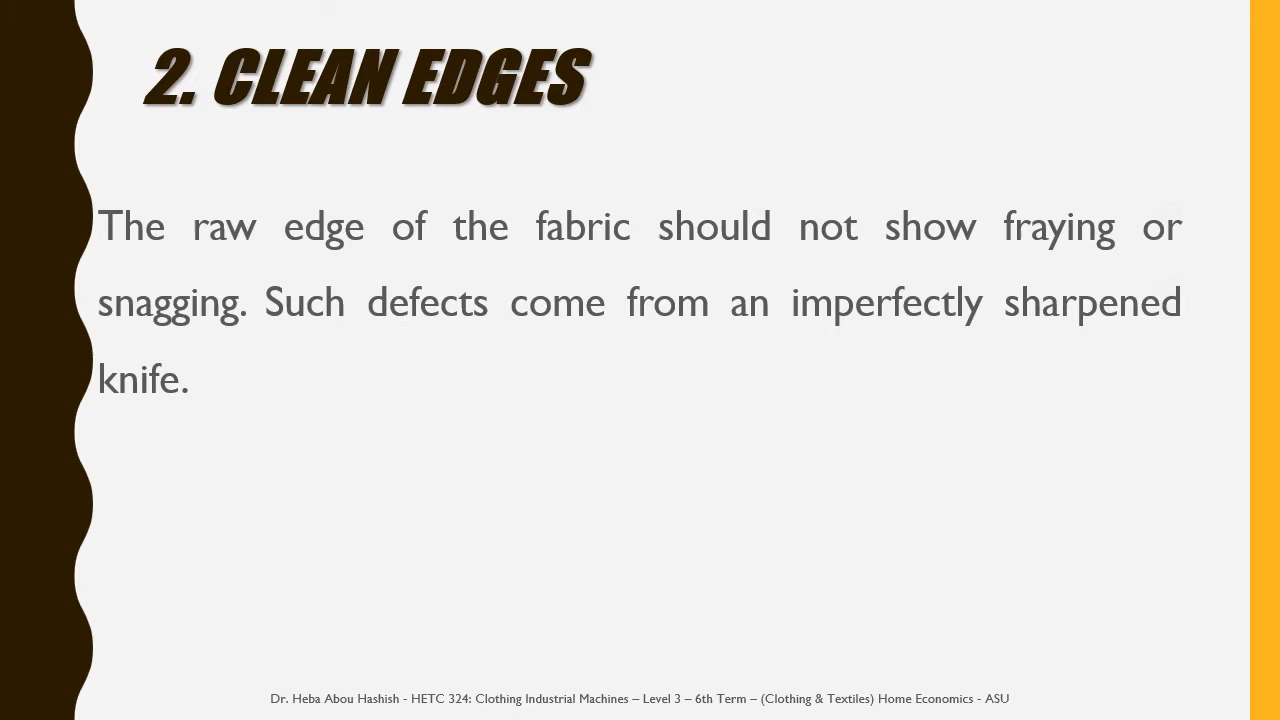 2. CLEAN EDGES
The raw edge of the fabric should not show fraying or
snagging. Such defects come from an imperfectly sharpened
knife.
Dr. Heba Abou Hashish - HETC 324: Clothing Industrial Machines – Level 3 – 6th Term – (Clothing & Textiles) Home Economics - ASU